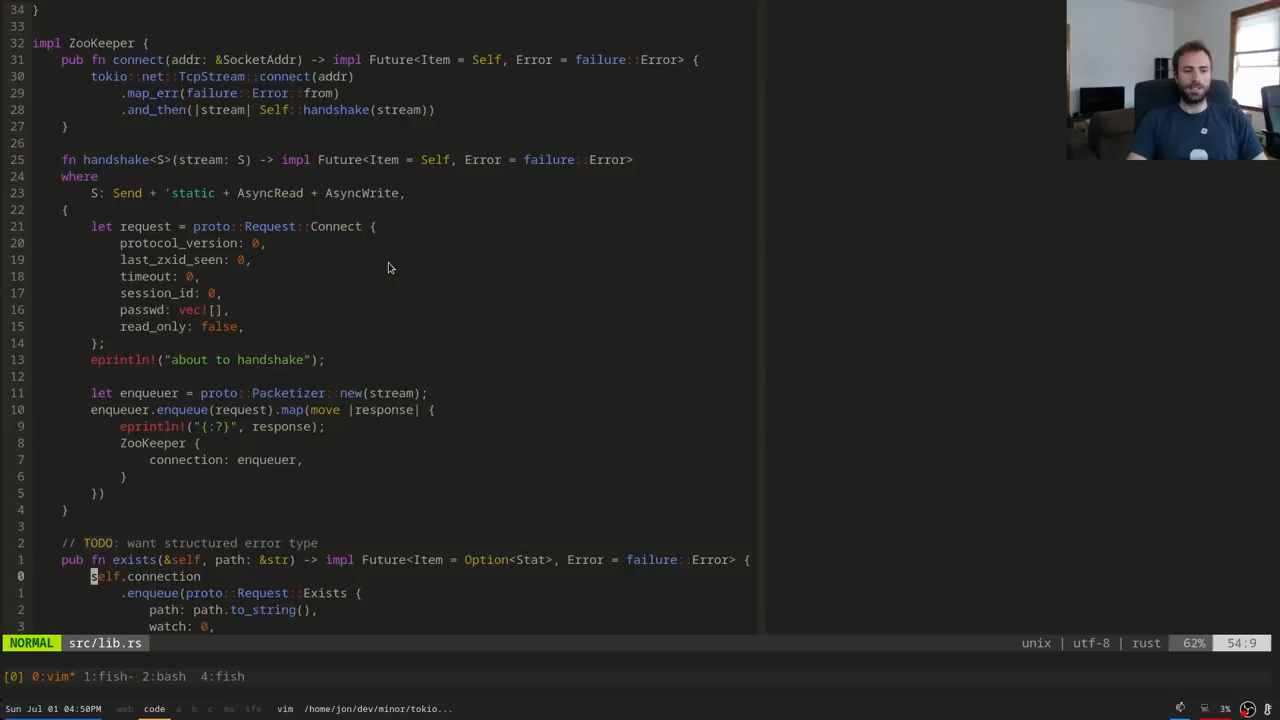 34 }
33
32 impl ZooKeeper {
31     pub fn connect(addr: &SocketAddr) -> impl Future<Item = Self, Error = failure::Error> {
30         tokio::net::TcpStream::connect(addr)
29             .map_err(failure::Error::from)
28             .and_then(|stream| Self::handshake(stream))
27     }
26
25     fn handshake<S>(stream: S) -> impl Future<Item = Self, Error = failure::Error>
24     where
23         S: Send + 'static + AsyncRead + AsyncWrite,
22     {
21         let request = proto::Request::Connect {
20             protocol_version: 0,
19             last_zxid_seen: 0,
18             timeout: 0,
17             session_id: 0,
16             passwd: vec![],
15             read_only: false,
14         };
13         eprintln!("about to handshake");
12
11         let enqueuer = proto::Packetizer::new(stream);
10         enqueuer.enqueue(request).map(move |response| {
9             eprintln!("{:?}", response);
8             ZooKeeper {
7                 connection: enqueuer,
6             }
5         })
4     }
3
2     // TODO: want structured error type
1     pub fn exists(&self, path: &str) -> impl Future<Item = Option<Stat>, Error = failure::Error> {
0         self.connection
1             .enqueue(proto::Request::Exists {
2                 path: path.to_string(),
3                 watch: 0,
NORMAL src/lib.rs unix | utf-8 | rust 62% 54:9
[0] 0:vim* 1:fish- 2:bash 4:fish
Sun Jul 01 04:50PM web code a b c mx sfx vim /home/jon/dev/minor/tokio... 3%